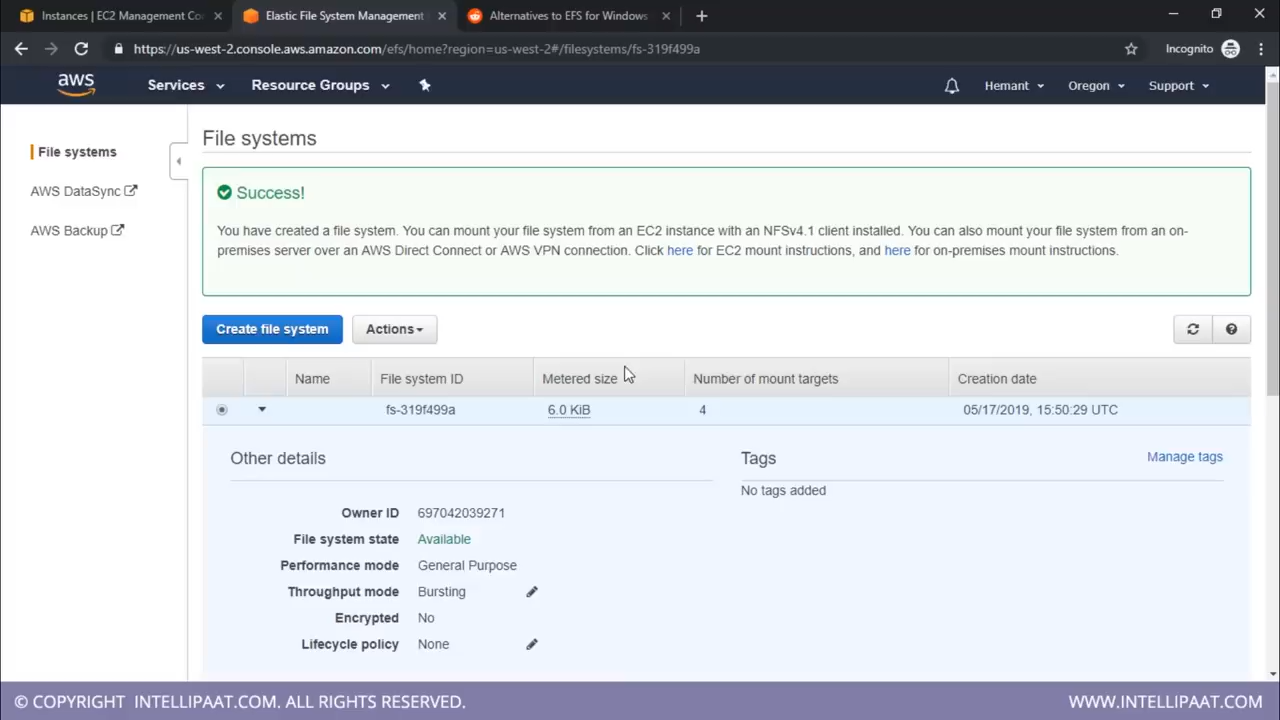 Instances | EC2 Management Co
Elastic File System Management
Alternatives to EFS for Windows
https://us-west-2.console.aws.amazon.com/efs/home?region=us-west-2#/filesystems/fs-319f499a
Incognito
aws
Services
Resource Groups
Hemant
Oregon
Support
File systems
AWS DataSync
AWS Backup
File systems
Success!
You have created a file system. You can mount your file system from an EC2 instance with an NFSv4.1 client installed. You can also mount your file system from an on-
premises server over an AWS Direct Connect or AWS VPN connection. Click here for EC2 mount instructions, and here for on-premises mount instructions.
Create file system
Actions
Name File system ID Metered size Number of mount targets Creation date
fs-319f499a 6.0 KiB 4 05/17/2019, 15:50:29 UTC
Other details
Owner ID 697042039271
File system state Available
Performance mode General Purpose
Throughput mode Bursting
Encrypted No
Lifecycle policy None
Tags
Manage tags
No tags added
© COPYRIGHT INTELLIPAAT.COM. ALL RIGHTS RESERVED.
WWW.INTELLIPAAT.COM